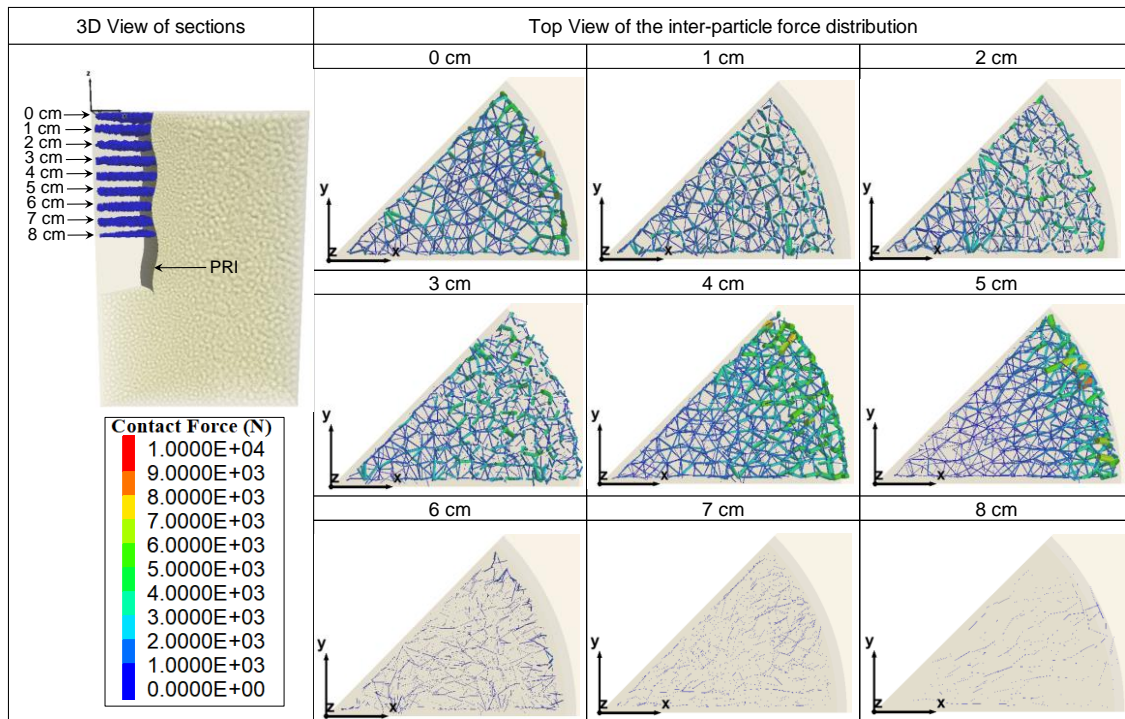 3D View of sections
Top View of the inter-particle force distribution
0 cm
1 cm
2 cm
z
0 cm
1 cm
2 cm
3 cm
4 cm
5 cm
6 cm
7 cm
8 cm
PRI
y
z
x
y
z
x
y
z
x
3 cm
4 cm
5 cm
y
z
x
y
z
x
y
z
x
6 cm
7 cm
8 cm
y
z
x
y
z
x
y
z
x
Contact Force (N)
1.0000E+04
9.0000E+03
8.0000E+03
7.0000E+03
6.0000E+03
5.0000E+03
4.0000E+03
3.0000E+03
2.0000E+03
1.0000E+03
0.0000E+00